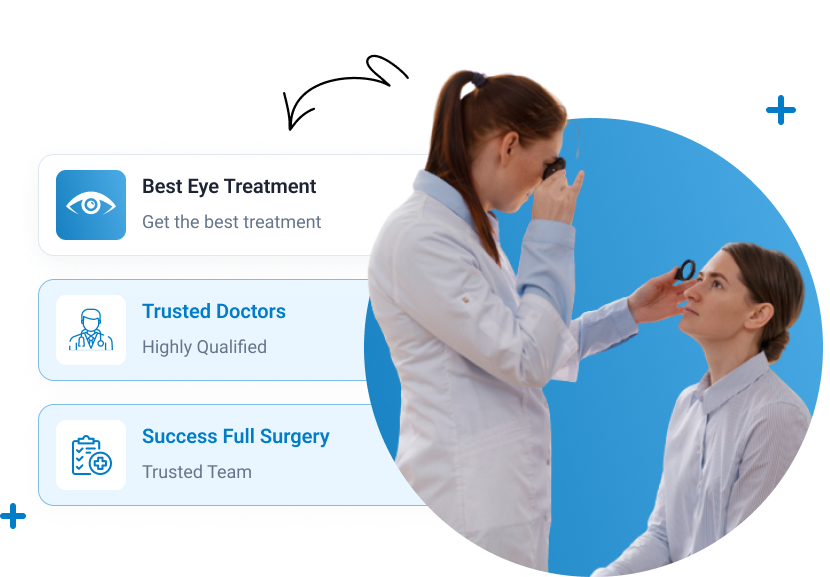 Best Eye Treatment
Get the best treatment
Trusted Doctors
Highly Qualified
Success Full Surgery
Trusted Team